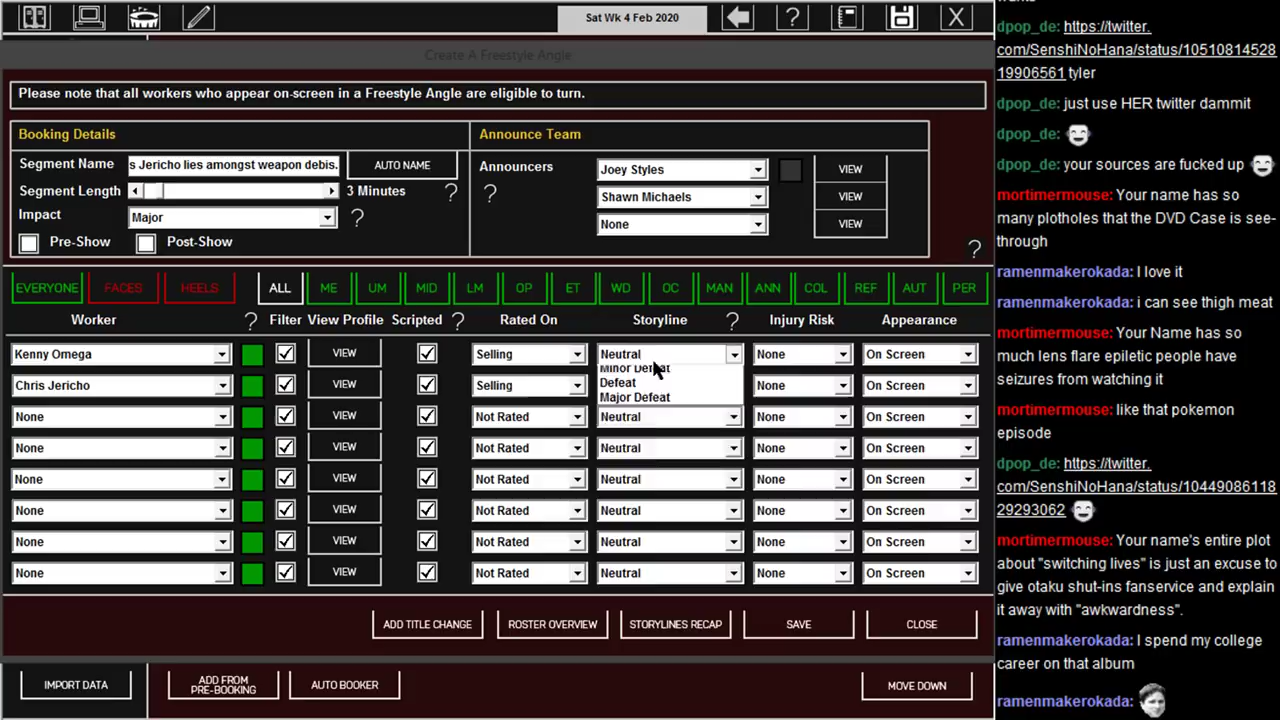 Sat Wk 4 Feb 2020
Create A Freestyle Angle
Please note that all workers who appear on-screen in a Freestyle Angle are eligible to turn.
Booking Details
Segment Name s Jericho lies amongst weapon debis. AUTO NAME
Segment Length 3 Minutes ?
Impact Major ?
Pre-Show Post-Show
Announce Team
Announcers Joey Styles VIEW
? Shawn Michaels VIEW
None VIEW
?
EVERYONE FACES HEELS ALL ME UM MID LM OP ET WD OC MAN ANN COL REF AUT PER
Worker ? Filter View Profile Scripted ? Rated On Storyline ? Injury Risk Appearance
Kenny Omega VIEW Selling Neutral None On Screen
Minor Defeat
Chris Jericho VIEW Selling Defeat None On Screen
Major Defeat
None VIEW Not Rated Neutral None On Screen
None VIEW Not Rated Neutral None On Screen
None VIEW Not Rated Neutral None On Screen
None VIEW Not Rated Neutral None On Screen
None VIEW Not Rated Neutral None On Screen
None VIEW Not Rated Neutral None On Screen
ADD TITLE CHANGE ROSTER OVERVIEW STORYLINES RECAP SAVE CLOSE
IMPORT DATA ADD FROM PRE-BOOKING AUTO BOOKER MOVE DOWN
dpop_de: https://twitter.
com/SenshiNoHana/status/10510814528
19906561 tyler
dpop_de: just use HER twitter dammit
dpop_de:
dpop_de: your sources are fucked up
mortimermouse: Your name has so
many plotholes that the DVD Case is see-
through
ramenmakerokada: I love it
ramenmakerokada: i can see thigh meat
mortimermouse: Your Name has so
much lens flare epiletic people have
seizures from watching it
mortimermouse: like that pokemon
episode
dpop_de: https://twitter.
com/SenshiNoHana/status/10449086118
29293062
mortimermouse: Your name's entire plot
about "switching lives" is just an excuse to
give otaku shut-ins fanservice and explain
it away with "awkwardness".
ramenmakerokada: I spend my college
career on that album
ramenmakerokada: